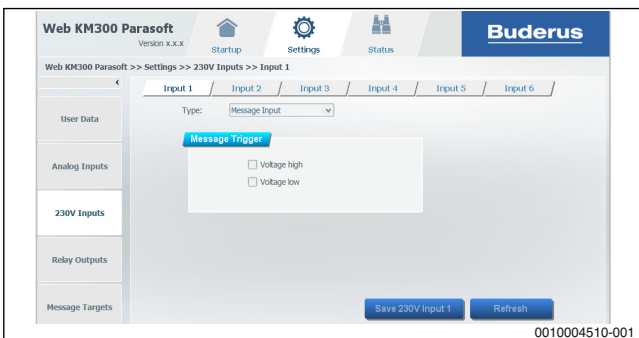 Web KM300 Parasoft
Version x.x.x
Startup
Settings
Status
Buderus
Web KM300 Parasoft >> Settings >> 230V Inputs >> Input 1
<
Input 1 / Input 2 / Input 3 / Input 4 / Input 5 / Input 6 /
User Data
Type: Message Input
Message Trigger
Analog Inputs
Voltage high
Voltage low
230V Inputs
Relay Outputs
Message Targets
Save 230V Input 1
Refresh
0010004510-001